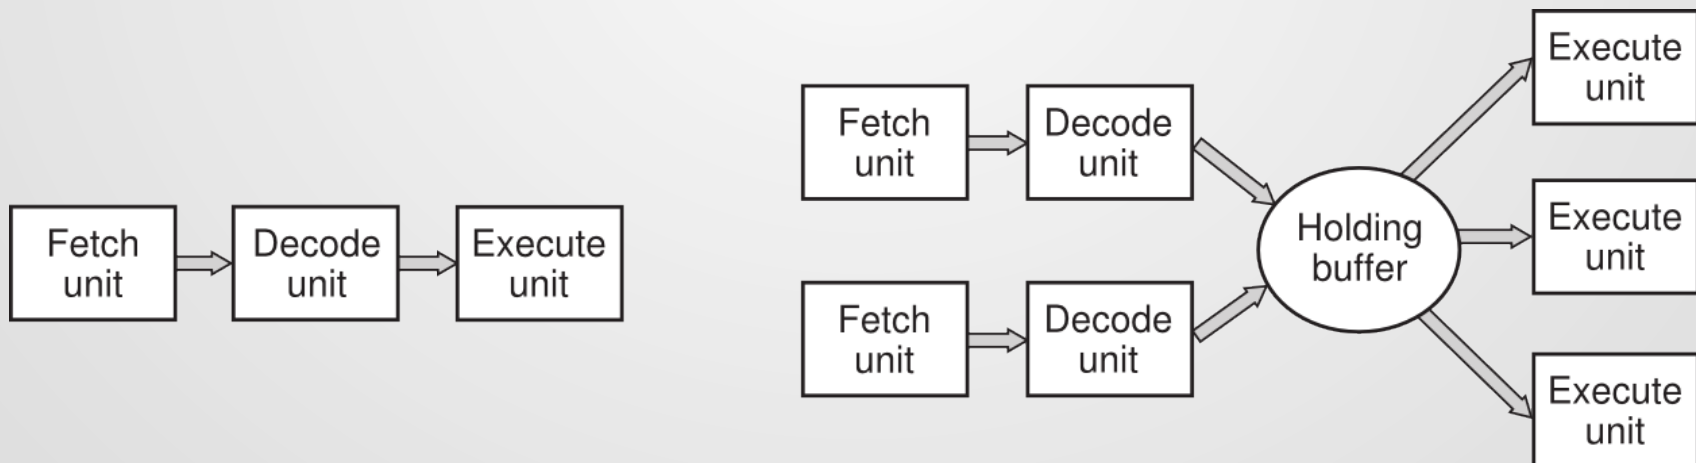 Fetch
unit
Decode
unit
Execute
unit
Fetch
unit
Decode
unit
Fetch
unit
Decode
unit
Holding
buffer
Execute
unit
Execute
unit
Execute
unit